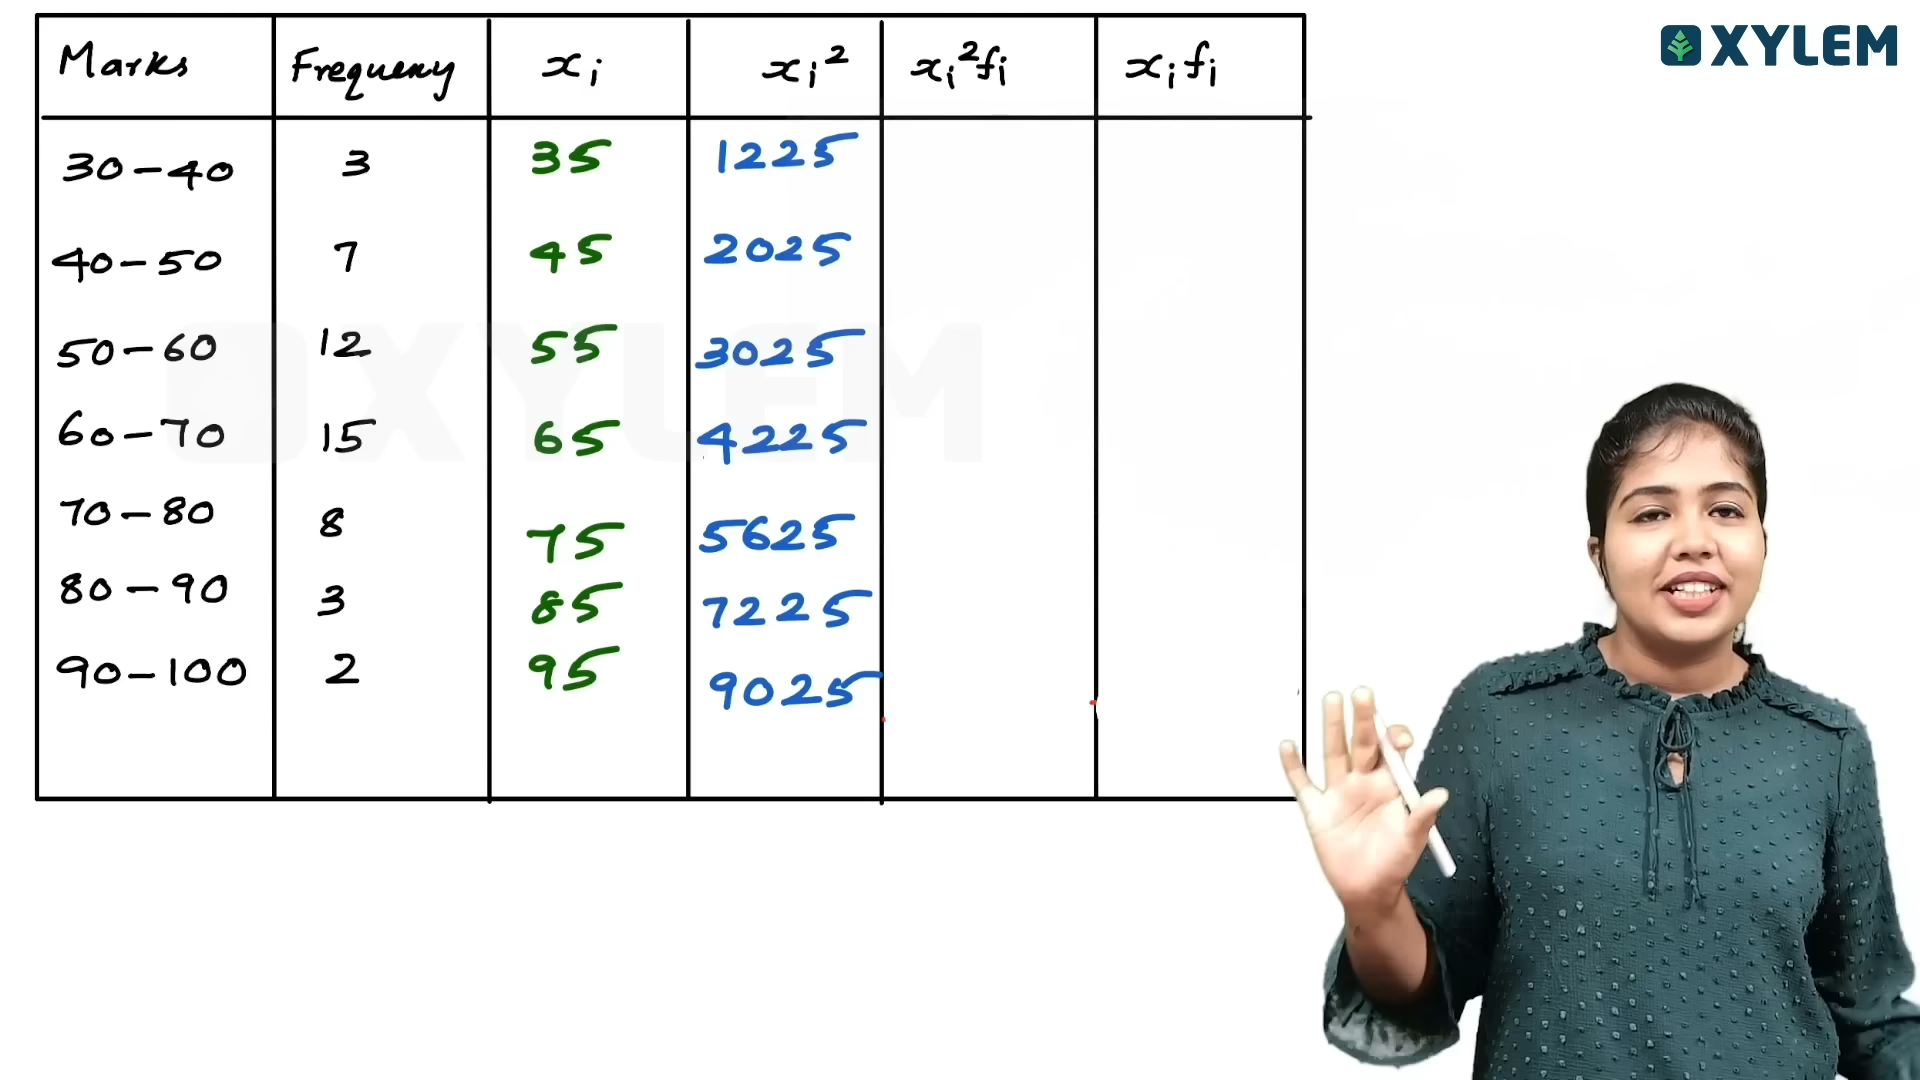 XYLEM
Marks Frequeny xi xi² xi²fi xifi
30-40 3 35 1225
40-50 7 45 2025
50-60 12 55 3025
60-70 15 65 4225
70-80 8 75 5625
80-90 3 85 7225
90-100 2 95 9025
XYLEM